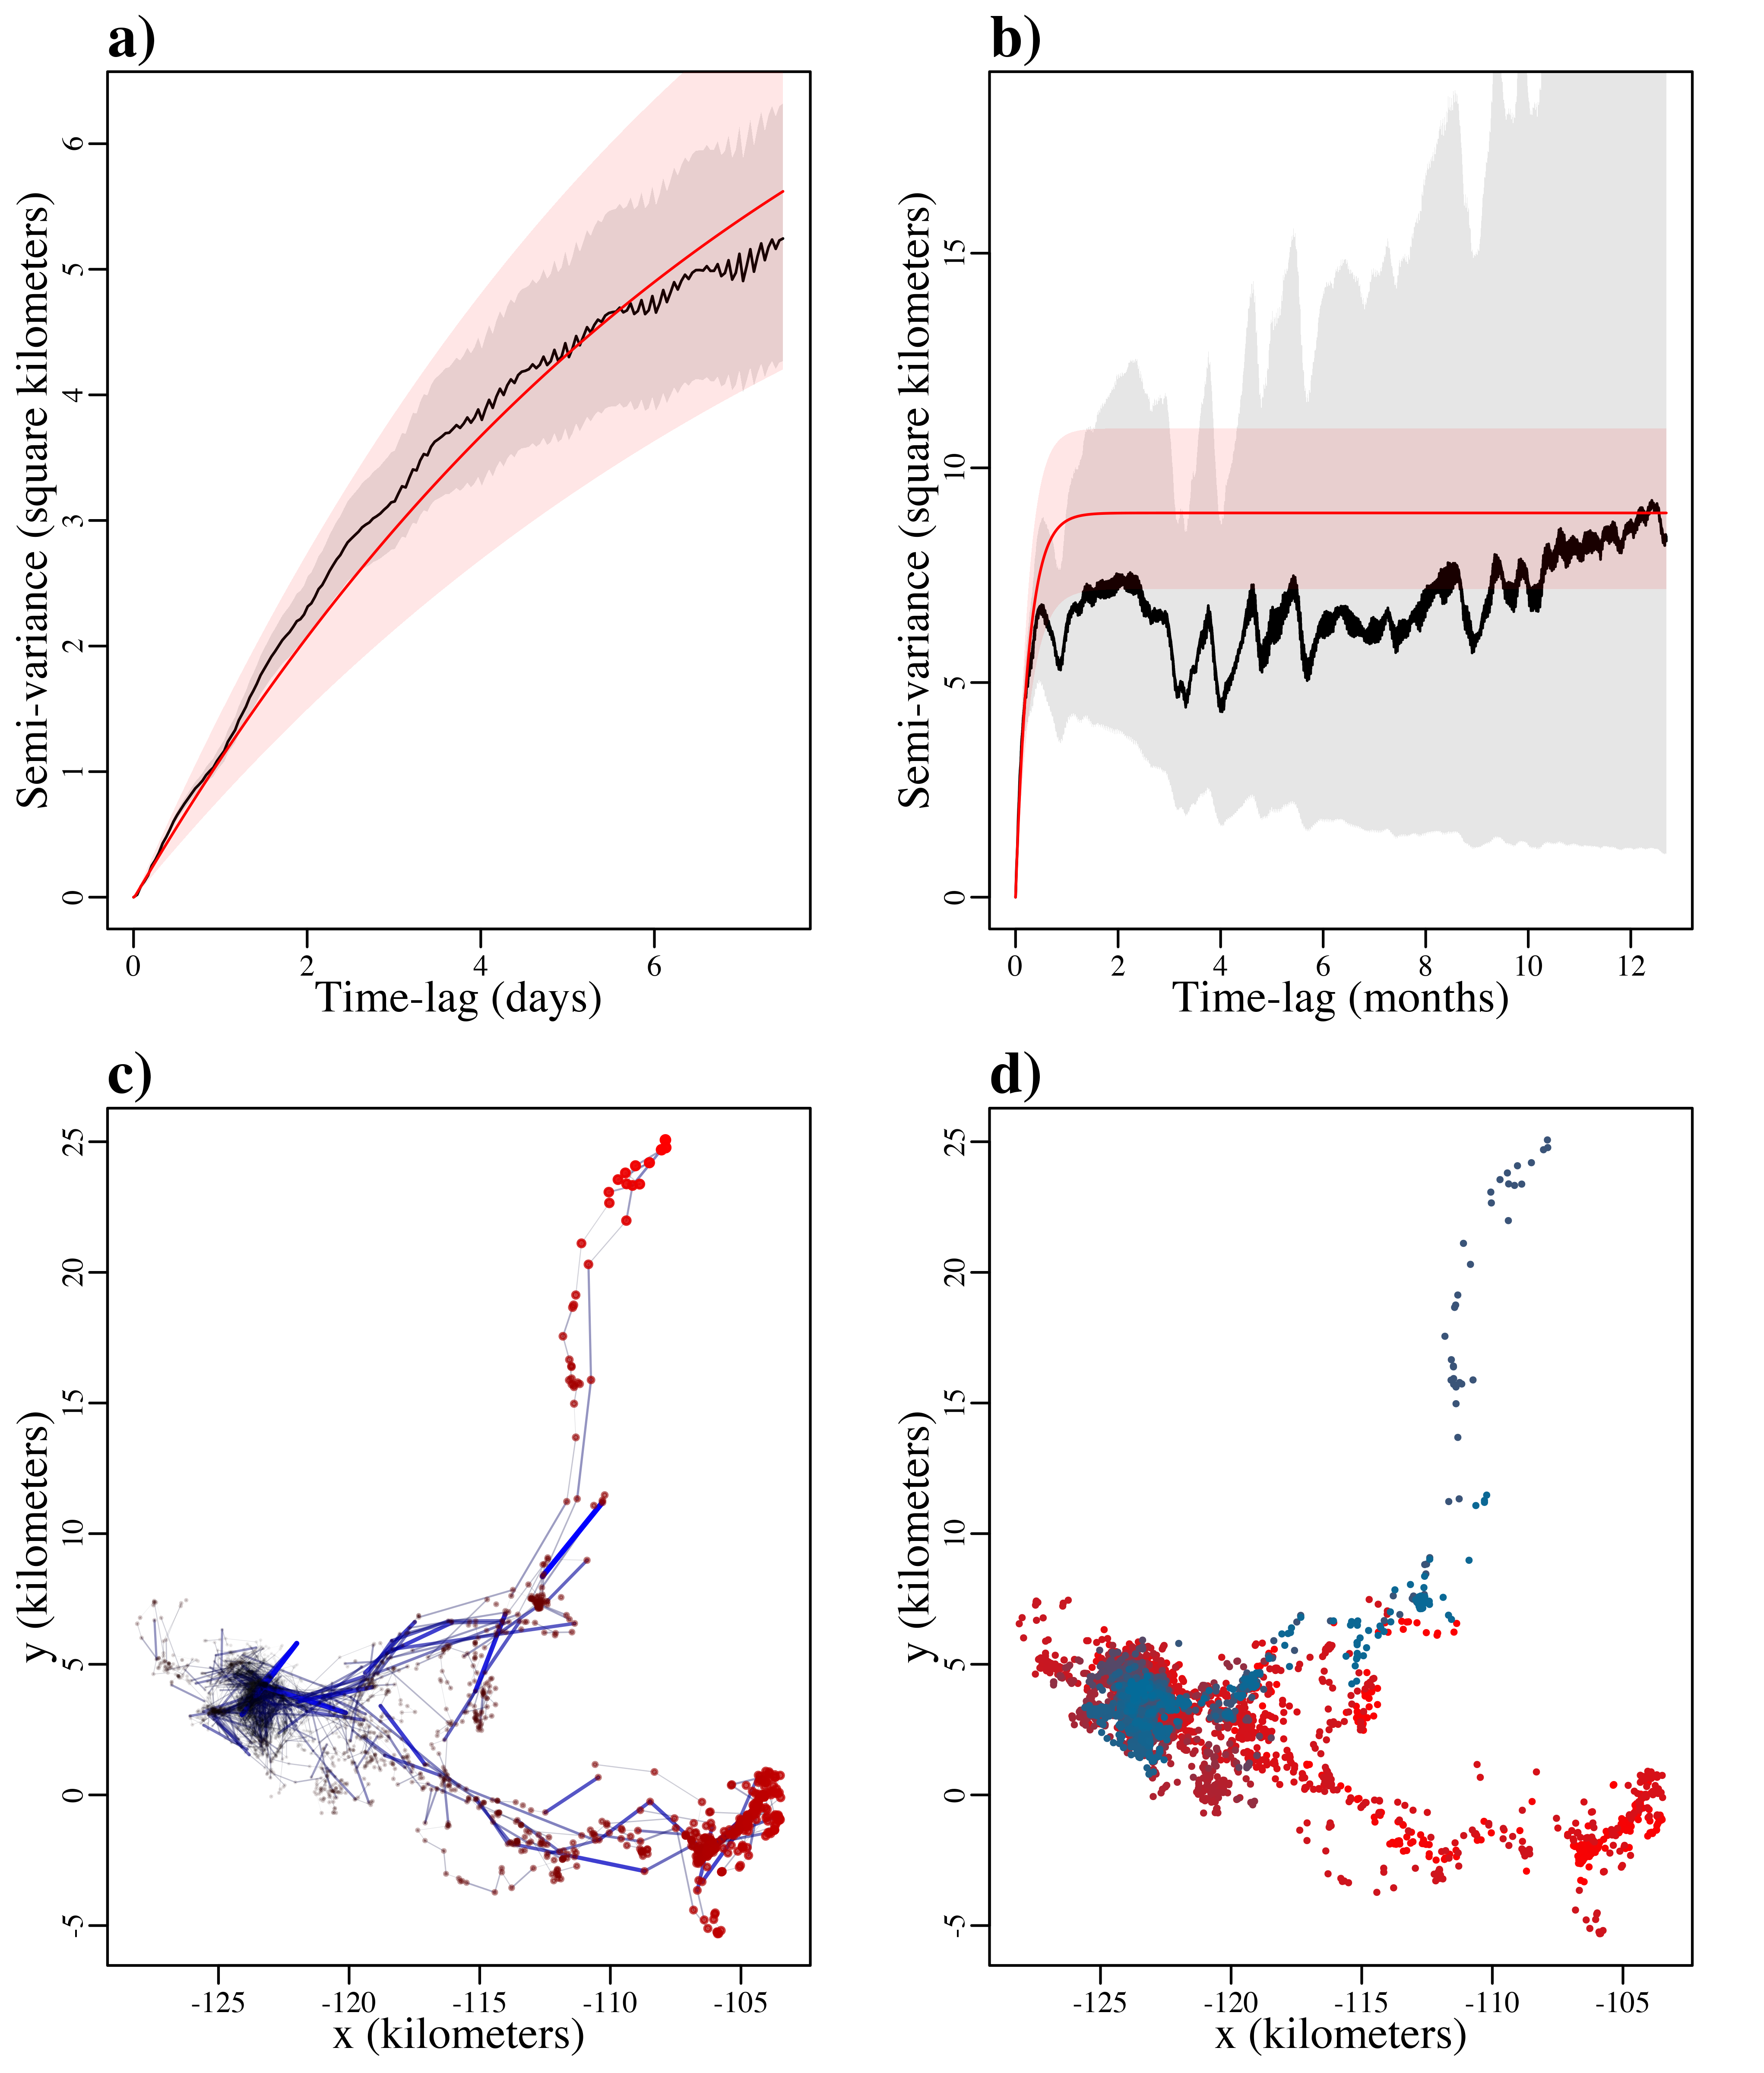 a)
Semi-variance (square kilometers)
6
5
4
3
2
1
0
0 2 4 6
Time-lag (days)
b)
Semi-variance (square kilometers)
15
10
5
0
0 2 4 6 8 10 12
Time-lag (months)
c)
y (kilometers)
25
20
15
10
5
0
-5
-125 -120 -115 -110 -105
x (kilometers)
d)
y (kilometers)
25
20
15
10
5
0
-5
-125 -120 -115 -110 -105
x (kilometers)